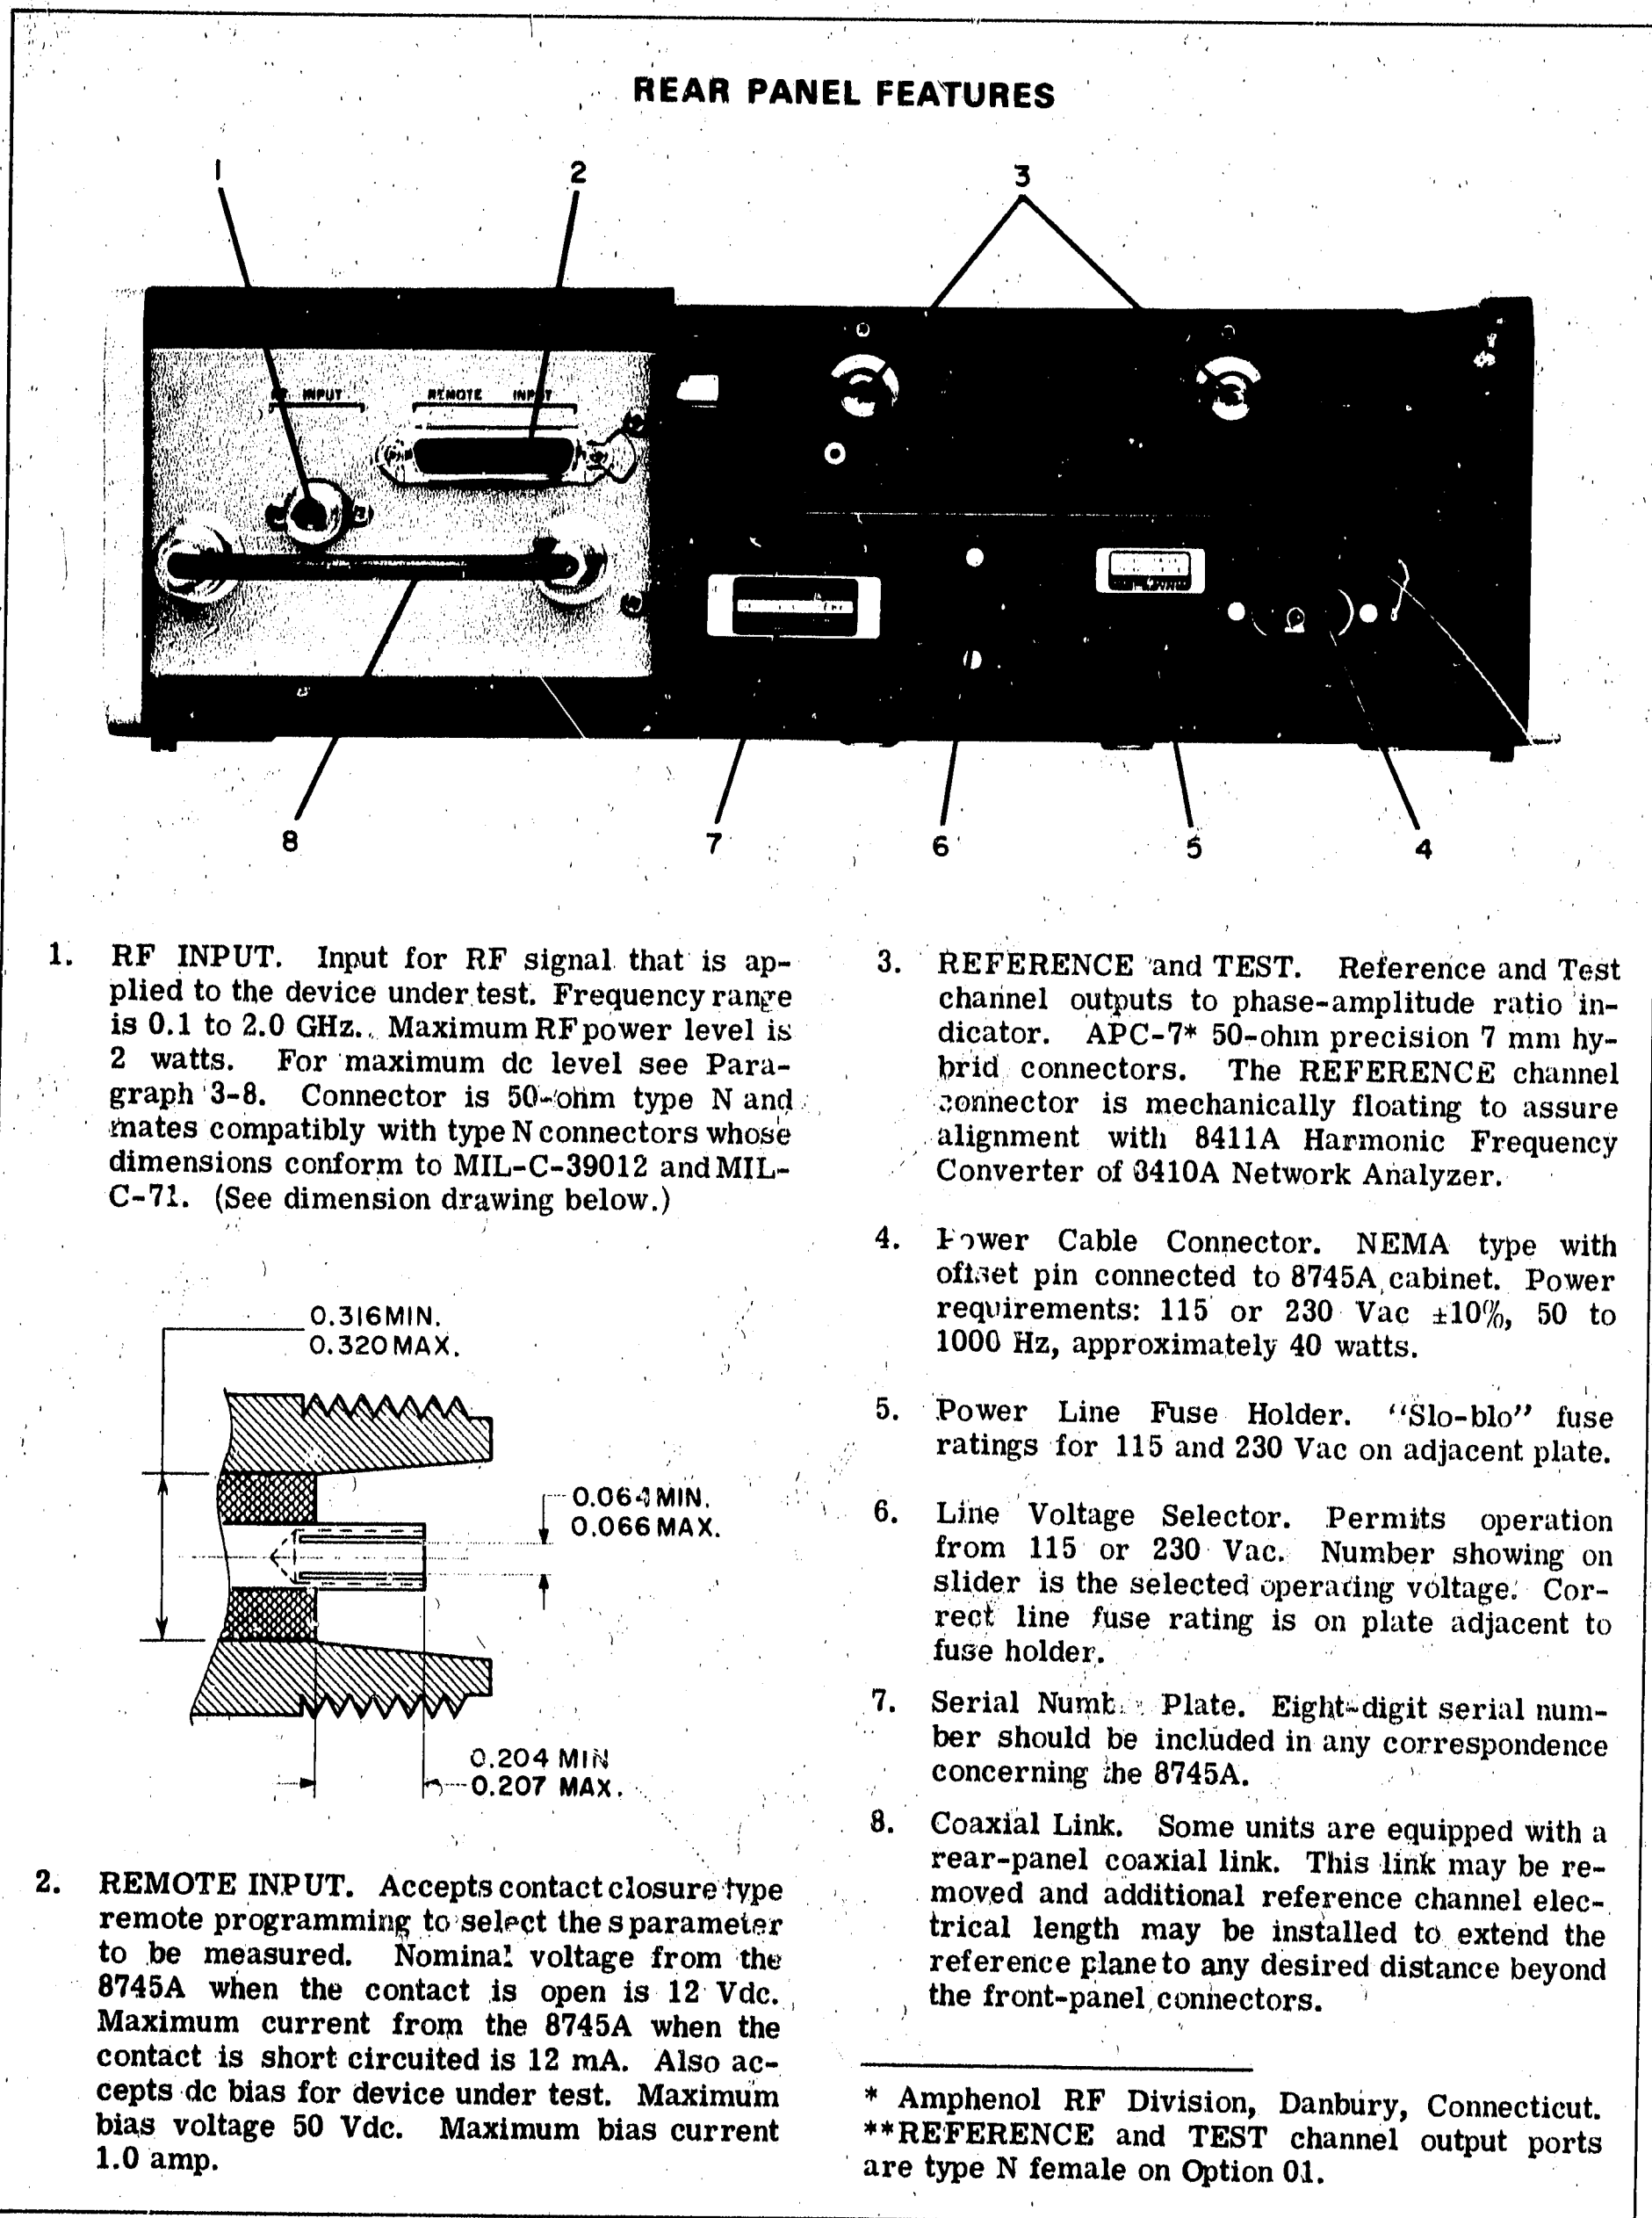 REAR PANEL FEATURES
1
2
3
INPUT
REMOTE INPUT
8
7
6
5
4
1. RF INPUT. Input for RF signal that is ap-
plied to the device under test. Frequency range
is 0.1 to 2.0 GHz. Maximum RF power level is
2 watts. For maximum dc level see Para-
graph 3-8. Connector is 50-ohm type N and
mates compatibly with type N connectors whose
dimensions conform to MIL-C-39012 and MIL-
C-71. (See dimension drawing below.)
0.316 MIN.
0.320 MAX.
0.064 MIN.
0.066 MAX.
0.204 MIN
0.207 MAX.
2. REMOTE INPUT. Accepts contact closure type
remote programming to select the s parameter
to be measured. Nominal voltage from the
8745A when the contact is open is 12 Vdc.
Maximum current from the 8745A when the
contact is short circuited is 12 mA. Also ac-
cepts dc bias for device under test. Maximum
bias voltage 50 Vdc. Maximum bias current
1.0 amp.
3. REFERENCE and TEST. Reference and Test
channel outputs to phase-amplitude ratio in-
dicator. APC-7* 50-ohm precision 7 mm hy-
brid connectors. The REFERENCE channel
connector is mechanically floating to assure
alignment with 8411A Harmonic Frequency
Converter of 8410A Network Analyzer.
4. Power Cable Connector. NEMA type with
offset pin connected to 8745A cabinet. Power
requirements: 115 or 230 Vac ±10%, 50 to
1000 Hz, approximately 40 watts.
5. Power Line Fuse Holder. "Slo-blo" fuse
ratings for 115 and 230 Vac on adjacent plate.
6. Line Voltage Selector. Permits operation
from 115 or 230 Vac. Number showing on
slider is the selected operating voltage. Cor-
rect line fuse rating is on plate adjacent to
fuse holder.
7. Serial Number Plate. Eight-digit serial num-
ber should be included in any correspondence
concerning the 8745A.
8. Coaxial Link. Some units are equipped with a
rear-panel coaxial link. This link may be re-
moved and additional reference channel elec-
trical length may be installed to extend the
reference plane to any desired distance beyond
the front-panel connectors.
* Amphenol RF Division, Danbury, Connecticut.
**REFERENCE and TEST channel output ports
are type N female on Option 01.